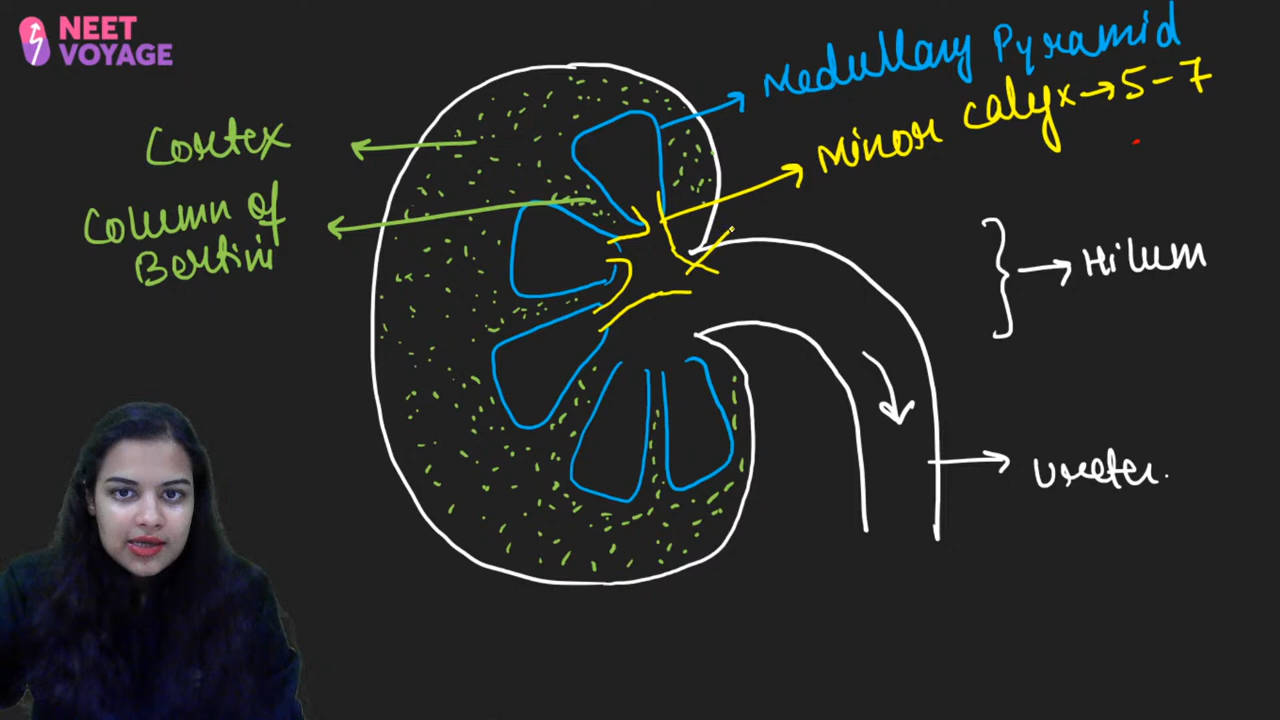 NEET
VOYAGE
Medullary Pyramid
Minor calyx → 5-7
Cortex
Column of
Bertini
Hilum
Ureter.